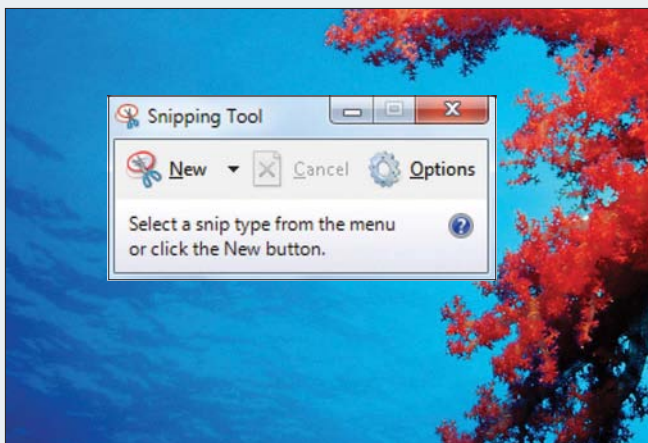 Snipping Tool
New Cancel Options
Select a snip type from the menu
or click the New button.